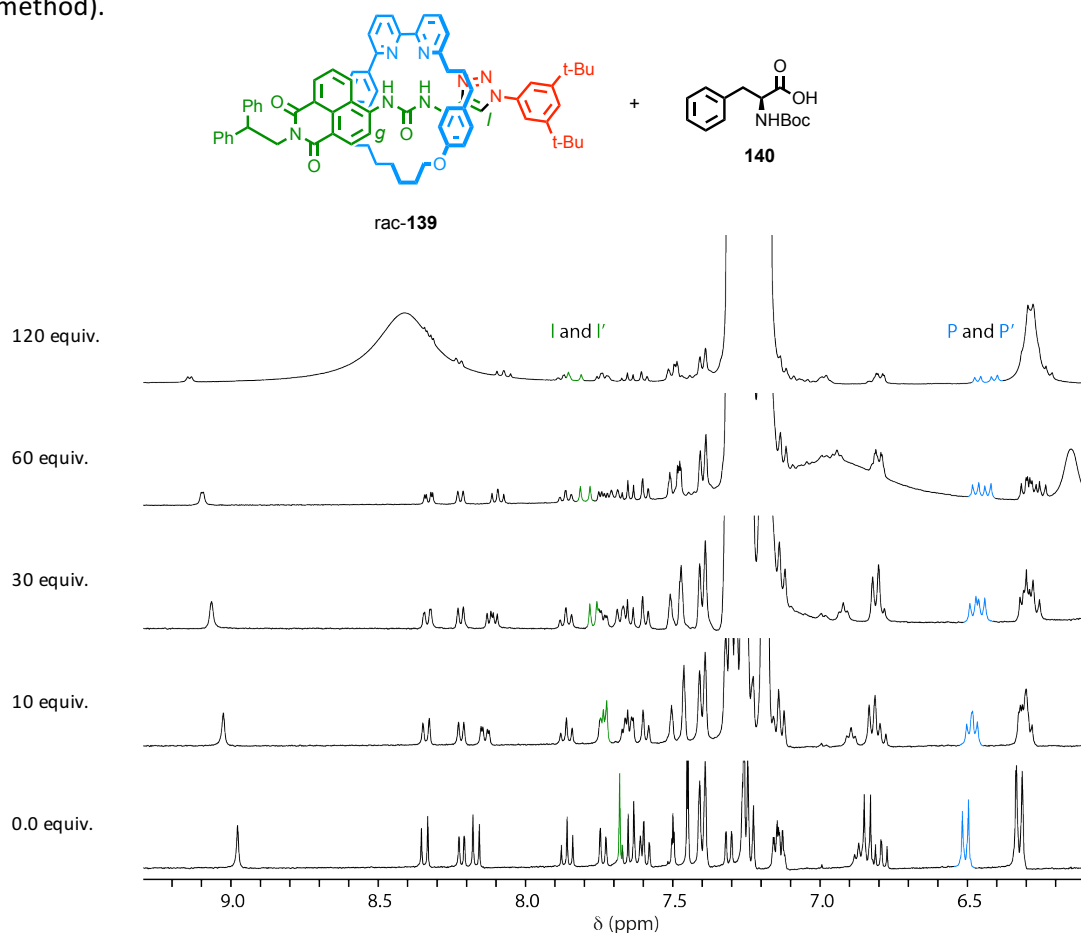 method).
N N
t-Bu
N N
N
H H
N N
O
Ph
Ph
O
N
O
g
l
t-Bu
O
+
O
OH
NHBoc
140
rac-139
120 equiv.
I and I’
P and P’
60 equiv.
30 equiv.
10 equiv.
0.0 equiv.
9.0 8.5 8.0 7.5 7.0 6.5
δ (ppm)